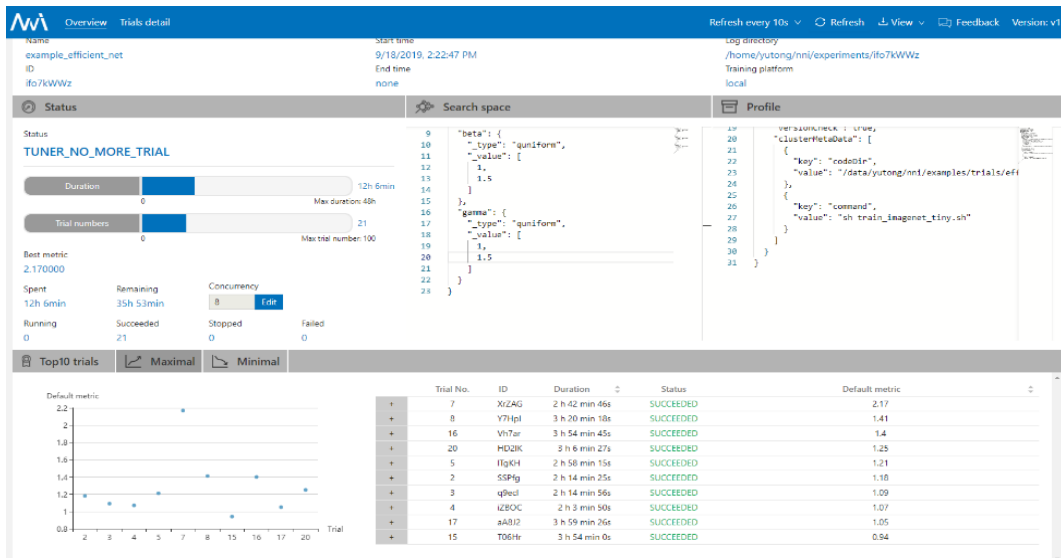 Overview Trials detail Refresh every 10s Refresh View Feedback Version: v1
Name Start time Log directory
example_efficient_net 9/18/2019, 2:22:47 PM /home/yutong/nni/experiments/ifo7kWWz
ID End time Training platform
ifo7kWWz none local
Status Search space Profile
Status
TUNER_NO_MORE_TRIAL
Duration 12h 6min
0 Max duration: 48h
Trial numbers 21
0 Max trial number: 100
Best metric
2.170000
Spent Remaining Concurrency
12h 6min 35h 53min 8 Edit
Running Succeeded Stopped Failed
0 21 0 0
9 "beta": {
10 "_type": "quniform",
11 "_value": [
12 1,
13 1.5
14 ]
15 },
16 "gamma": {
17 "_type": "quniform",
18 "_value": [
19 1,
20 1.5
21 ]
22 }
23 }
19 "versionCheck": true,
20 "clusterMetaData": [
21 {
22 "key": "codeDir",
23 "value": "/data/yutong/nni/examples/trials/eff
24 },
25 {
26 "key": "command",
27 "value": "sh train_imagenet_tiny.sh"
28 }
29 ]
30 }
31 }
Top10 trials Maximal Minimal
Default metric
2.2
2
1.8
1.6
1.4
1.2
1
0.8
2 3 4 5 7 8 15 16 17 20 Trial
Trial No. ID Duration Status Default metric
+ 7 XrZAG 2 h 42 min 46s SUCCEEDED 2.17
+ 8 Y7Hpl 3 h 20 min 18s SUCCEEDED 1.41
+ 16 Vh7ar 3 h 54 min 45s SUCCEEDED 1.4
+ 20 HD2IK 3 h 6 min 27s SUCCEEDED 1.25
+ 5 ITgKH 2 h 58 min 15s SUCCEEDED 1.21
+ 2 SSPfg 2 h 14 min 25s SUCCEEDED 1.18
+ 3 q9ecl 2 h 14 min 56s SUCCEEDED 1.09
+ 4 iZBOC 2 h 3 min 50s SUCCEEDED 1.07
+ 17 aA8J2 3 h 59 min 26s SUCCEEDED 1.05
+ 15 T06Hr 3 h 54 min 0s SUCCEEDED 0.94